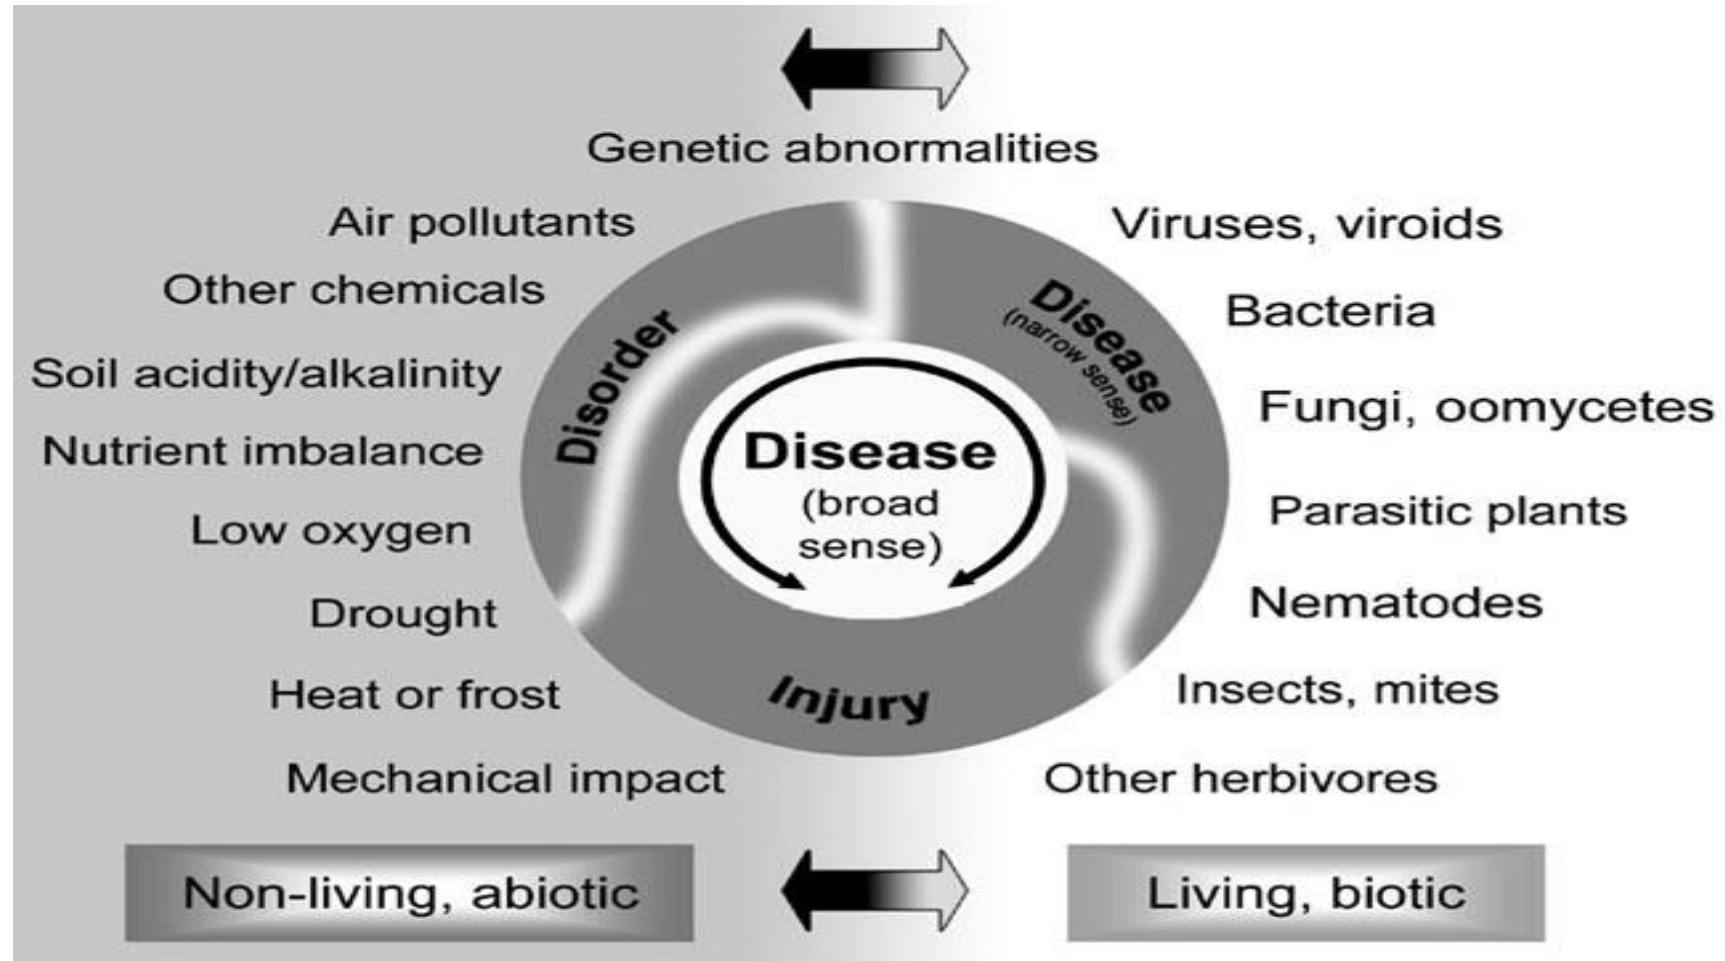 Genetic abnormalities
Air pollutants
Other chemicals
Soil acidity/alkalinity
Nutrient imbalance
Low oxygen
Drought
Heat or frost
Mechanical impact
Disorder
Disease
(narrow sense)
Disease
(broad
sense)
Injury
Viruses, viroids
Bacteria
Fungi, oomycetes
Parasitic plants
Nematodes
Insects, mites
Other herbivores
Non-living, abiotic
Living, biotic